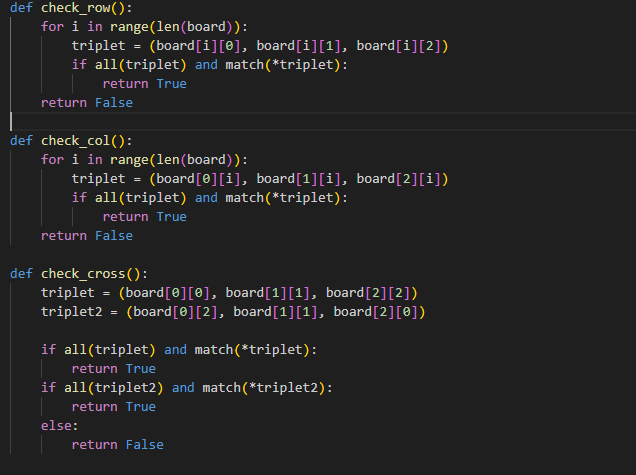 def check_row():
    for i in range(len(board)):
        triplet = (board[i][0], board[i][1], board[i][2])
        if all(triplet) and match(*triplet):
            return True
    return False

def check_col():
    for i in range(len(board)):
        triplet = (board[0][i], board[1][i], board[2][i])
        if all(triplet) and match(*triplet):
            return True
    return False

def check_cross():
    triplet = (board[0][0], board[1][1], board[2][2])
    triplet2 = (board[0][2], board[1][1], board[2][0])

    if all(triplet) and match(*triplet):
        return True
    if all(triplet2) and match(*triplet2):
        return True
    else:
        return False